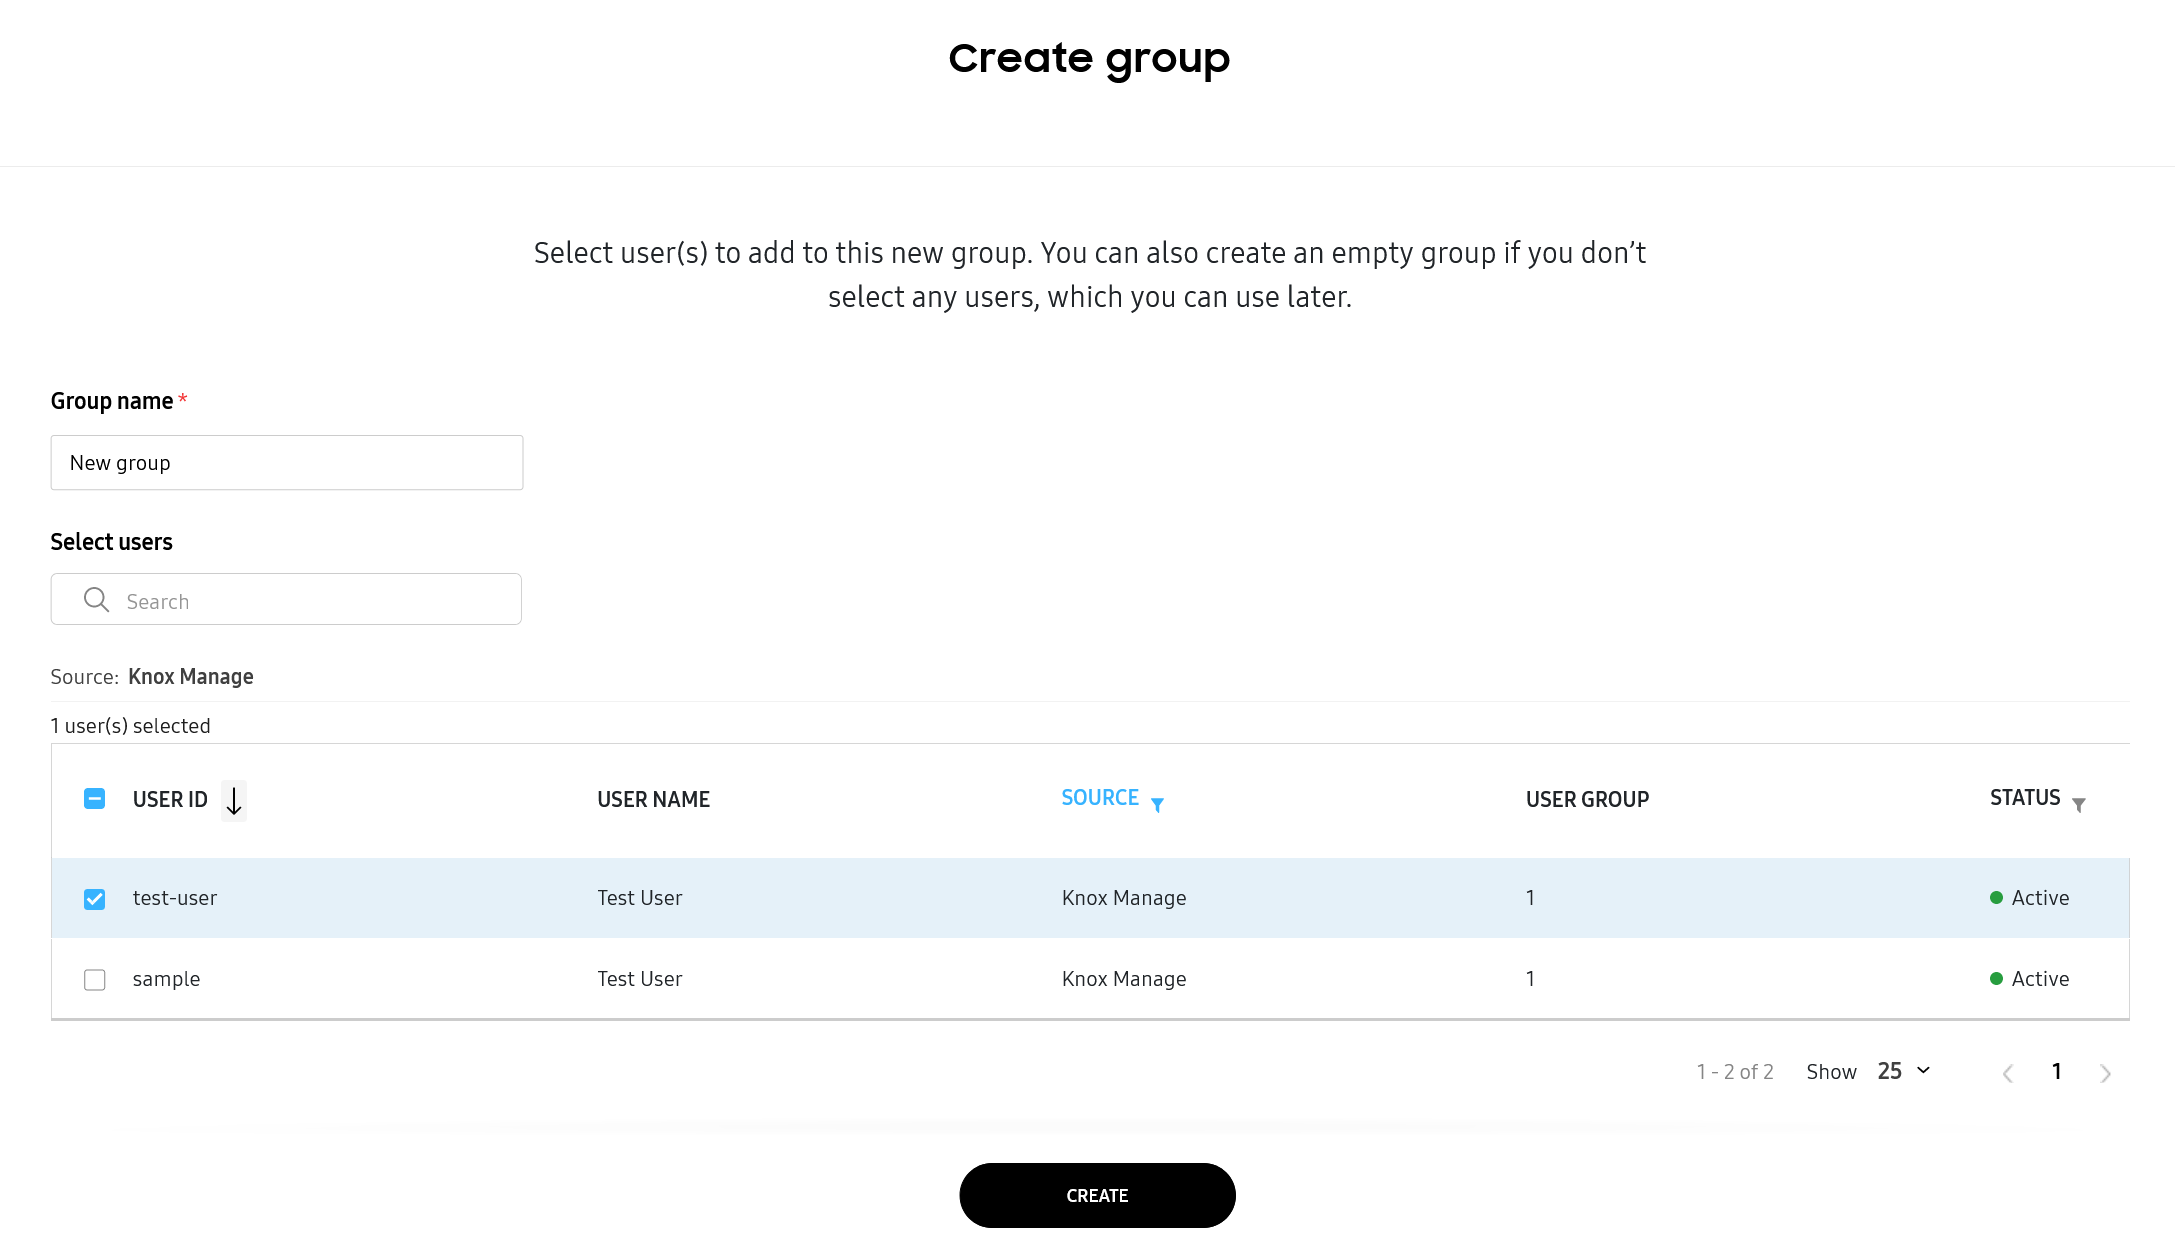 Create group
Select user(s) to add to this new group. You can also create an empty group if you don’t
select any users, which you can use later.
Group name *
New group
Select users
Search
Source: Knox Manage
1 user(s) selected
USER ID USER NAME SOURCE USER GROUP STATUS
test-user Test User Knox Manage 1 Active
sample Test User Knox Manage 1 Active
1 - 2 of 2 Show 25 1
CREATE